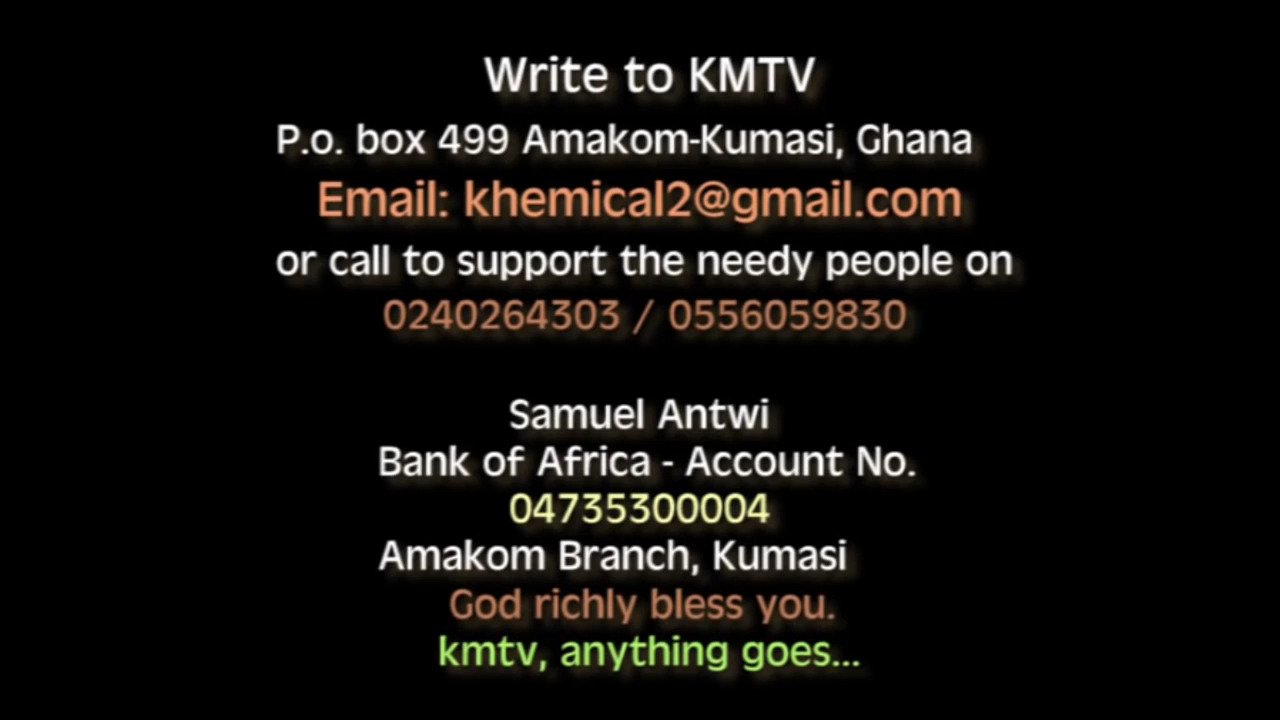 Write to KMTV
P.o. box 499 Amakom-Kumasi, Ghana
Email: khemical2@gmail.com
or call to support the needy people on
0240264303 / 0556059830
Samuel Antwi
Bank of Africa - Account No.
04735300004
Amakom Branch, Kumasi
God richly bless you.
kmtv, anything goes...